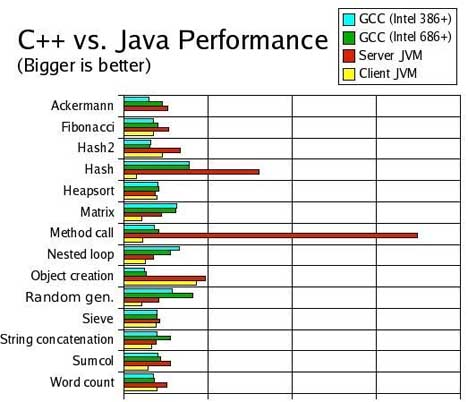 C++ vs. Java Performance
(Bigger is better)
GCC (Intel 386+)
GCC (Intel 686+)
Server JVM
Client JVM
Ackermann
Fibonacci
Hash2
Hash
Heapsort
Matrix
Method call
Nested loop
Object creation
Random gen.
Sieve
String concatenation
Sumcol
Word count